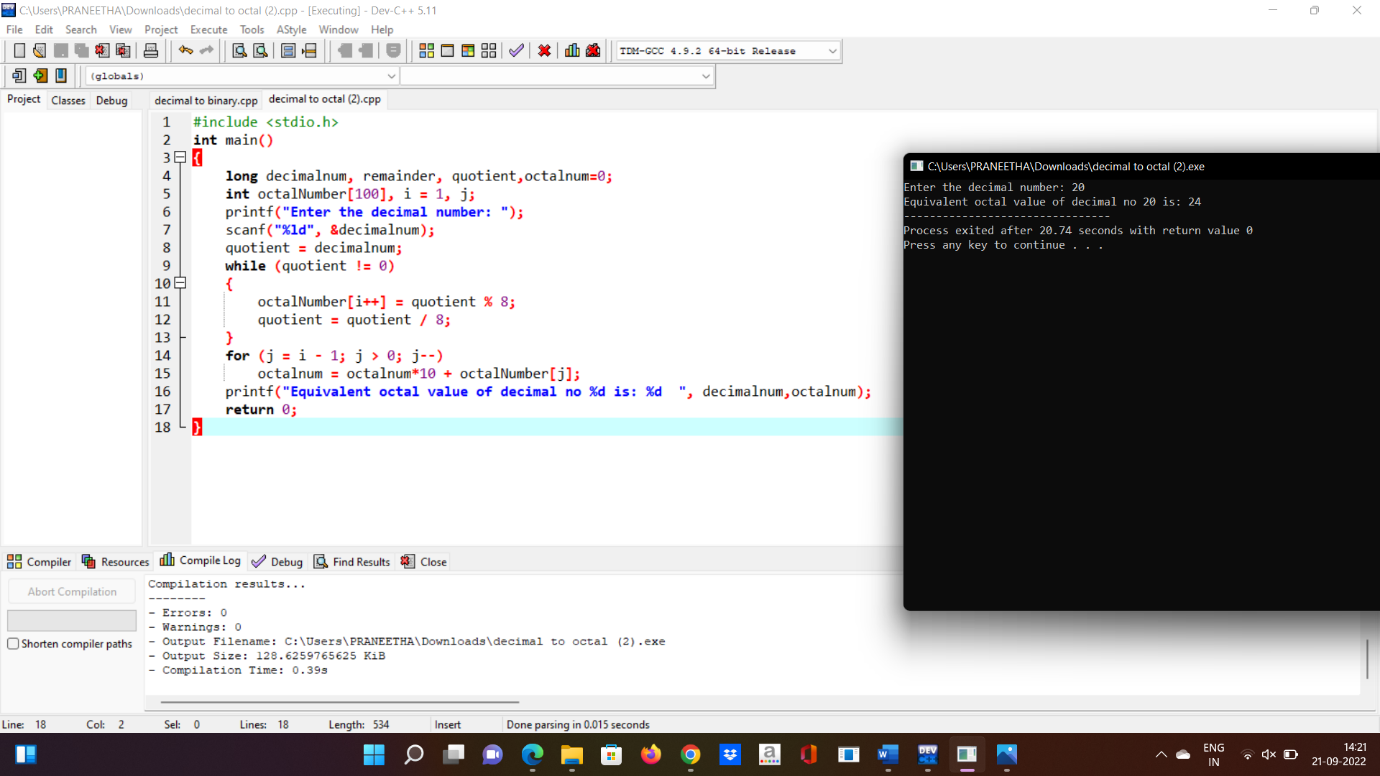 C:\Users\PRANEETHA\Downloads\decimal to octal (2).cpp - [Executing] - Dev-C++ 5.11
File Edit Search View Project Execute Tools AStyle Window Help
TDM-GCC 4.9.2 64-bit Release
(globals)
Project Classes Debug
decimal to binary.cpp decimal to octal (2).cpp
1 #include <stdio.h>
2 int main()
3 {
4 long decimalnum, remainder, quotient,octalnum=0;
5 int octalNumber[100], i = 1, j;
6 printf("Enter the decimal number: ");
7 scanf("%ld", &decimalnum);
8 quotient = decimalnum;
9 while (quotient != 0)
10 {
11 octalNumber[i++] = quotient % 8;
12 quotient = quotient / 8;
13 }
14 for (j = i - 1; j > 0; j--)
15 octalnum = octalnum*10 + octalNumber[j];
16 printf("Equivalent octal value of decimal no %d is: %d  ", decimalnum,octalnum);
17 return 0;
18 }
C:\Users\PRANEETHA\Downloads\decimal to octal (2).exe
Enter the decimal number: 20
Equivalent octal value of decimal no 20 is: 24
--------------------------------
Process exited after 20.74 seconds with return value 0
Press any key to continue . . .
Compiler Resources Compile Log Debug Find Results Close
Abort Compilation
Shorten compiler paths
Compilation results...
--------
- Errors: 0
- Warnings: 0
- Output Filename: C:\Users\PRANEETHA\Downloads\decimal to octal (2).exe
- Output Size: 128.6259765625 KiB
- Compilation Time: 0.39s
Line: 18 Col: 2 Sel: 0 Lines: 18 Length: 534 Insert Done parsing in 0.015 seconds
a
W
DEV
C++
ENG
IN
14:21
21-09-2022